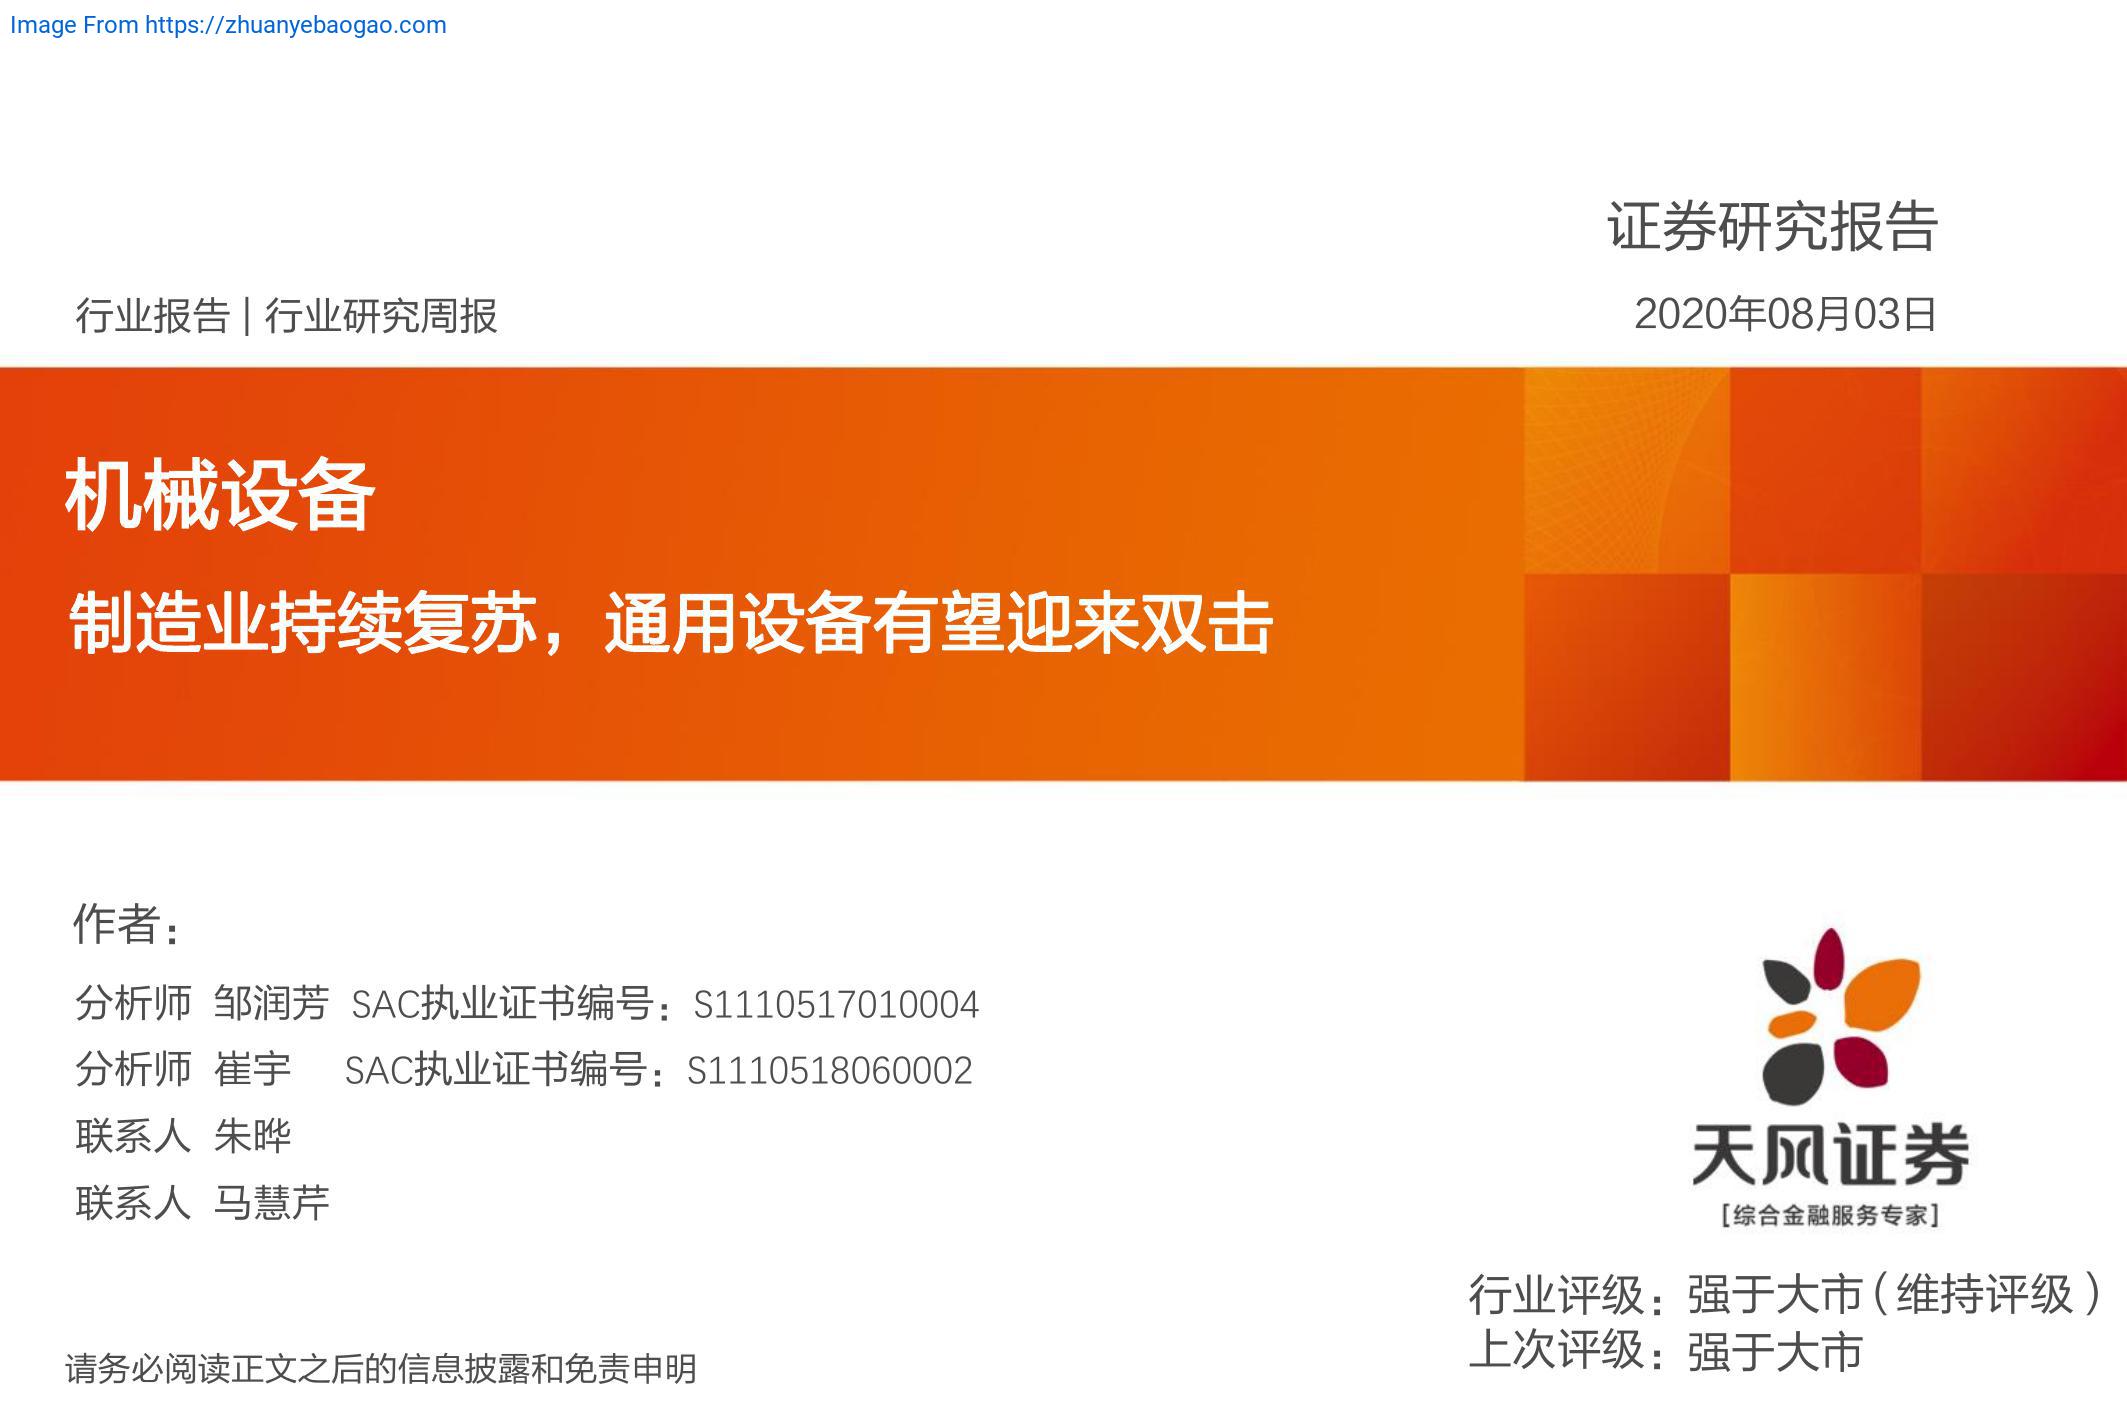 Image From https://zhuanyebaogao.com
证券研究报告
行业报告 | 行业研究周报
2020年08月03日
机械设备
制造业持续复苏，通用设备有望迎来双击
作者：
分析师 邹润芳 SAC执业证书编号：S1110517010004
分析师 崔宇 SAC执业证书编号：S1110518060002
联系人 朱晔
联系人 马慧芹
天风证券
[综合金融服务专家]
行业评级：强于大市（维持评级）
上次评级：强于大市
请务必阅读正文之后的信息披露和免责申明